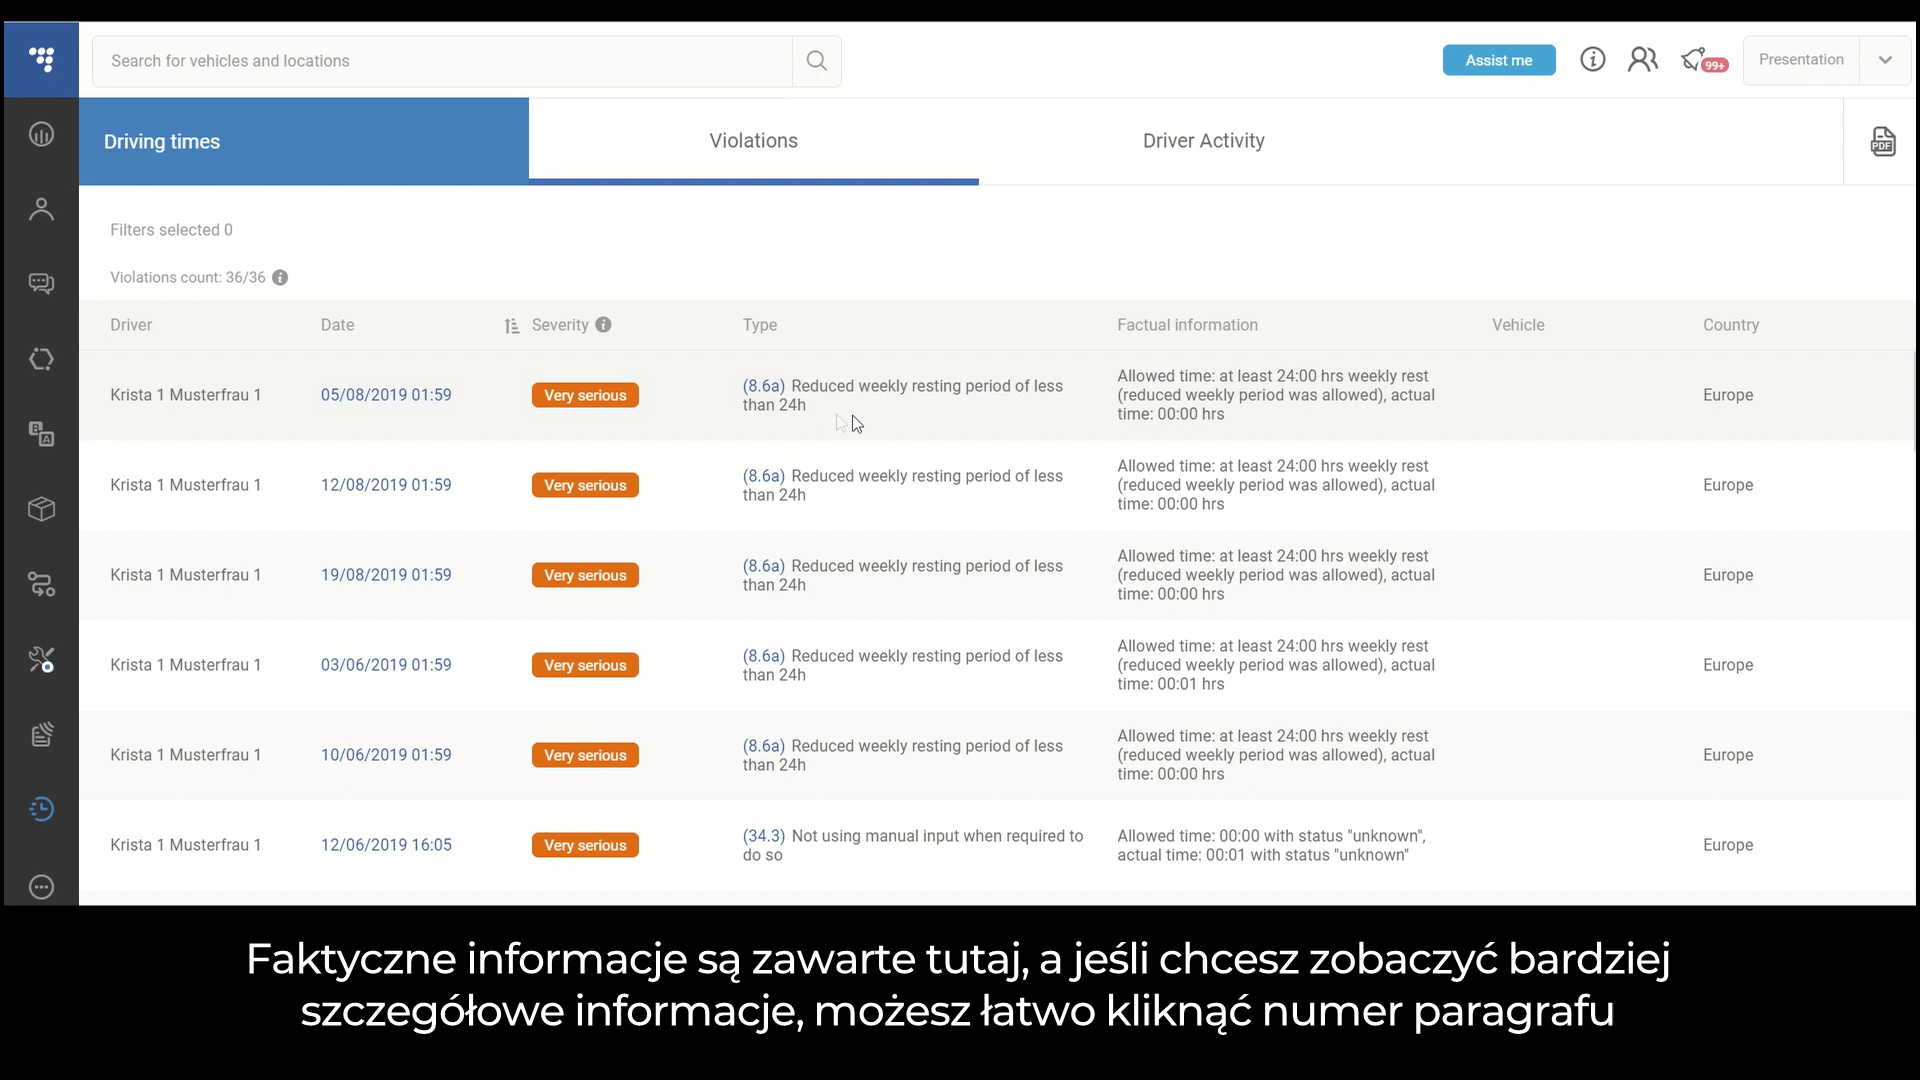 Search for vehicles and locations
Assist me
99+
Presentation
Driving times
Violations
Driver Activity
PDF
Filters selected 0
Violations count: 36/36
Driver
Date
Severity
Type
Factual information
Vehicle
Country
Krista 1 Musterfrau 1
05/08/2019 01:59
Very serious
(8.6a) Reduced weekly resting period of less
than 24h
Allowed time: at least 24:00 hrs weekly rest
(reduced weekly period was allowed), actual
time: 00:00 hrs
Europe
Krista 1 Musterfrau 1
12/08/2019 01:59
Very serious
(8.6a) Reduced weekly resting period of less
than 24h
Allowed time: at least 24:00 hrs weekly rest
(reduced weekly period was allowed), actual
time: 00:00 hrs
Europe
Krista 1 Musterfrau 1
19/08/2019 01:59
Very serious
(8.6a) Reduced weekly resting period of less
than 24h
Allowed time: at least 24:00 hrs weekly rest
(reduced weekly period was allowed), actual
time: 00:00 hrs
Europe
Krista 1 Musterfrau 1
03/06/2019 01:59
Very serious
(8.6a) Reduced weekly resting period of less
than 24h
Allowed time: at least 24:00 hrs weekly rest
(reduced weekly period was allowed), actual
time: 00:01 hrs
Europe
Krista 1 Musterfrau 1
10/06/2019 01:59
Very serious
(8.6a) Reduced weekly resting period of less
than 24h
Allowed time: at least 24:00 hrs weekly rest
(reduced weekly period was allowed), actual
time: 00:00 hrs
Europe
Krista 1 Musterfrau 1
12/06/2019 16:05
Very serious
(34.3) Not using manual input when required to
do so
Allowed time: 00:00 with status "unknown",
actual time: 00:01 with status "unknown"
Europe
Faktyczne informacje są zawarte tutaj, a jeśli chcesz zobaczyć bardziej
szczegółowe informacje, możesz łatwo kliknąć numer paragrafu